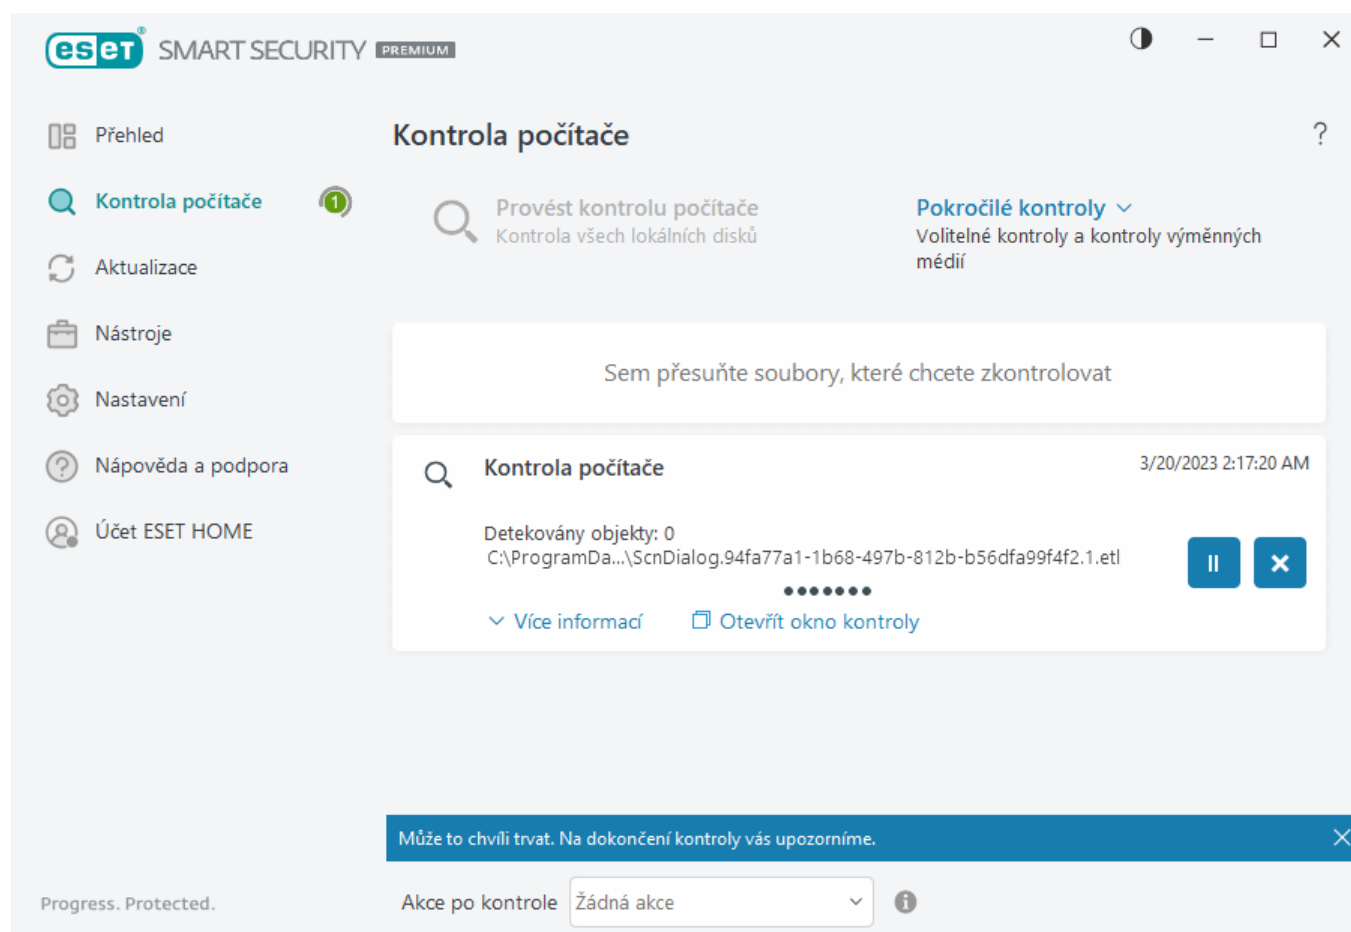 eset® SMART SECURITY PREMIUM
Přehled
Kontrola počítače
1
Aktualizace
Nástroje
Nastavení
Nápověda a podpora
Účet ESET HOME
Progress. Protected.
Kontrola počítače
?
Provést kontrolu počítače
Kontrola všech lokálních disků
Pokročilé kontroly
Volitelné kontroly a kontroly výměnných
médií
Sem přesuňte soubory, které chcete zkontrolovat
Kontrola počítače
3/20/2023 2:17:20 AM
Detekovány objekty: 0
C:\ProgramDa...\ScnDialog.94fa77a1-1b68-497b-812b-b56dfa99f4f2.1.etl
Více informací
Otevřít okno kontroly
Může to chvíli trvat. Na dokončení kontroly vás upozorníme.
Akce po kontrole
Žádná akce